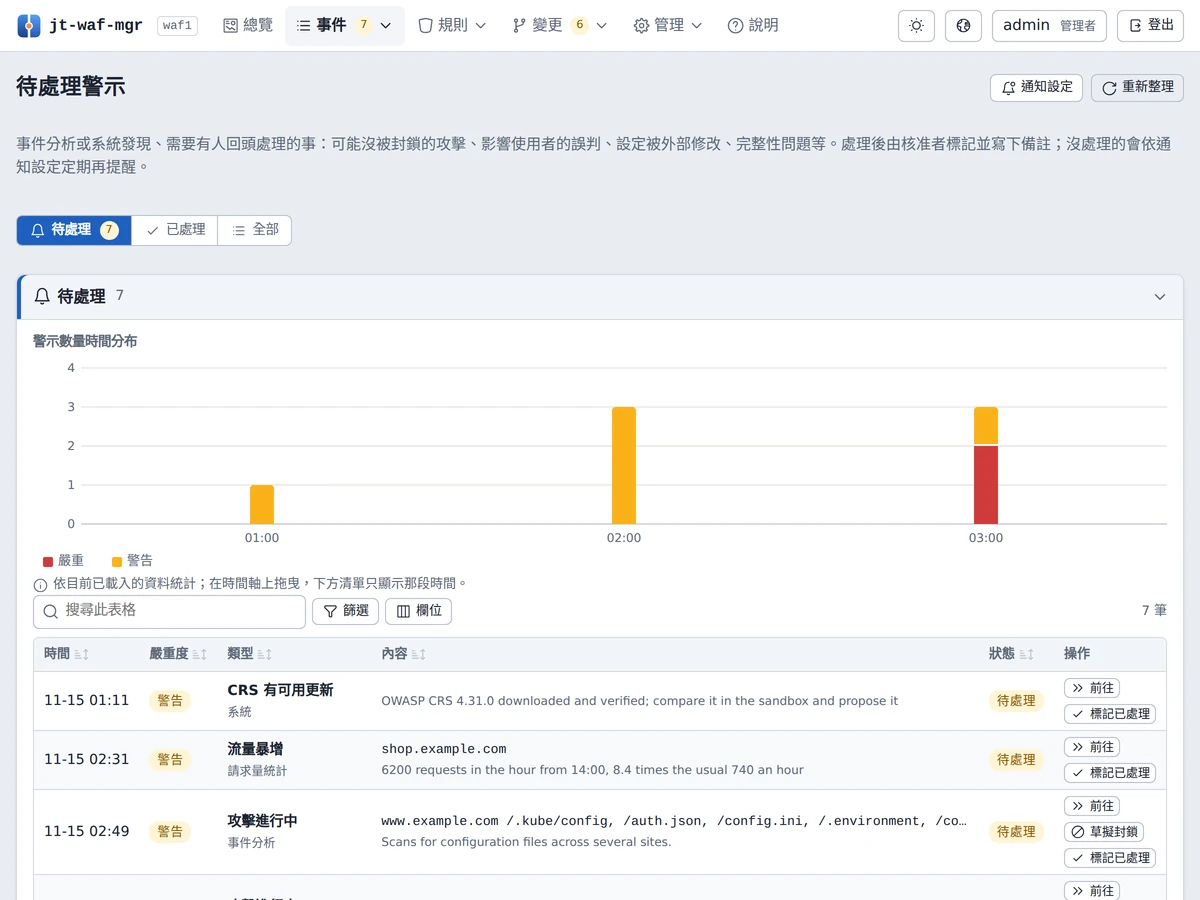 jt-waf-mgr waf1 總覽 事件 7 規則 變更 6 管理 說明 admin 管理者 登出
待處理警示
通知設定 重新整理
事件分析或系統發現、需要有人回頭處理的事：可能沒被封鎖的攻擊、影響使用者的誤判、設定被外部修改、完整性問題等。處理後由核准者標記並寫下備註；沒處理的會依通
知設定定期再提醒。
待處理 7 已處理 全部
待處理 7
警示數量時間分布
4
3
2
1
0
01:00 02:00 03:00
嚴重 警告
依目前已載入的資料統計；在時間軸上拖曳，下方清單只顯示那段時間。
搜尋此表格 篩選 欄位 7 筆
時間 嚴重度 類型 內容 狀態 操作
11-15 01:11 警告 CRS 有可用更新 OWASP CRS 4.31.0 downloaded and verified; compare it in the sandbox and propose it 待處理 前往
系統 標記已處理
11-15 02:31 警告 流量暴增 shop.example.com 待處理 前往
請求量統計 6200 requests in the hour from 14:00, 8.4 times the usual 740 an hour 標記已處理
前往
11-15 02:49 警告 攻擊進行中 www.example.com /.kube/config, /auth.json, /config.ini, /.environment, /co… 待處理 草擬封鎖
事件分析 Scans for configuration files across several sites. 標記已處理
前往